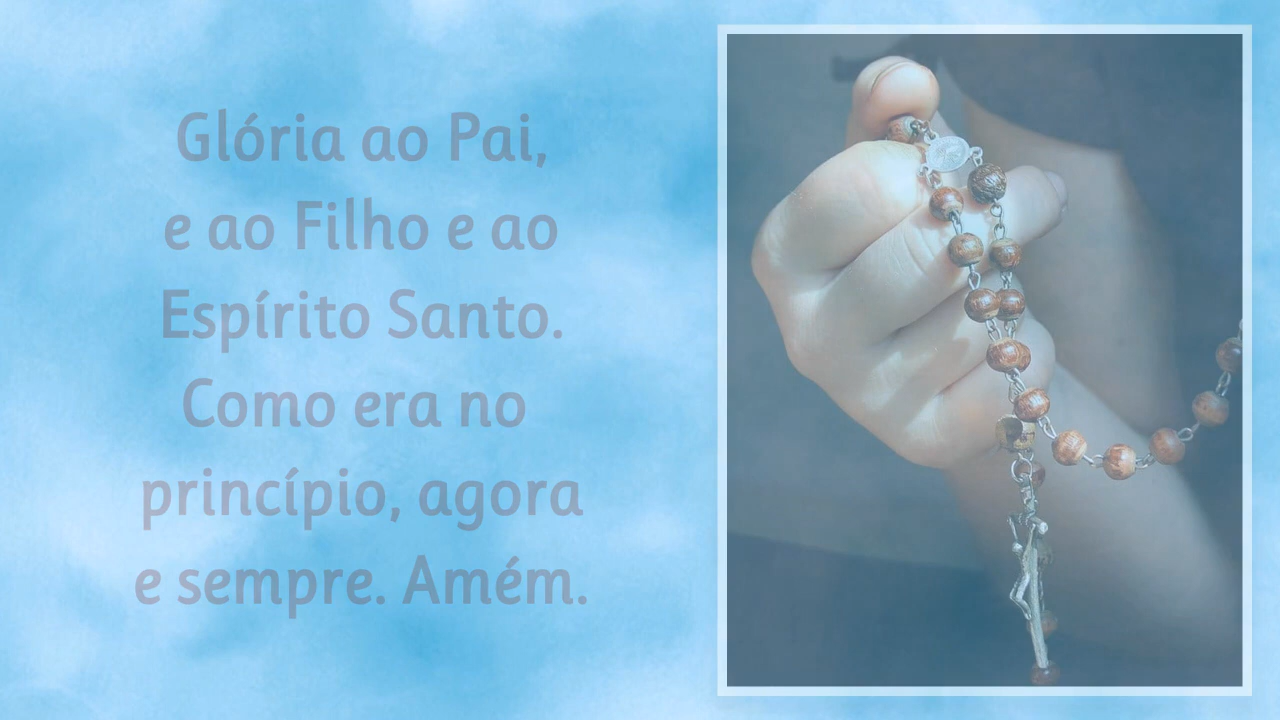 Glória ao Pai,
e ao Filho e ao
Espírito Santo.
Como era no
princípio, agora
e sempre. Amém.